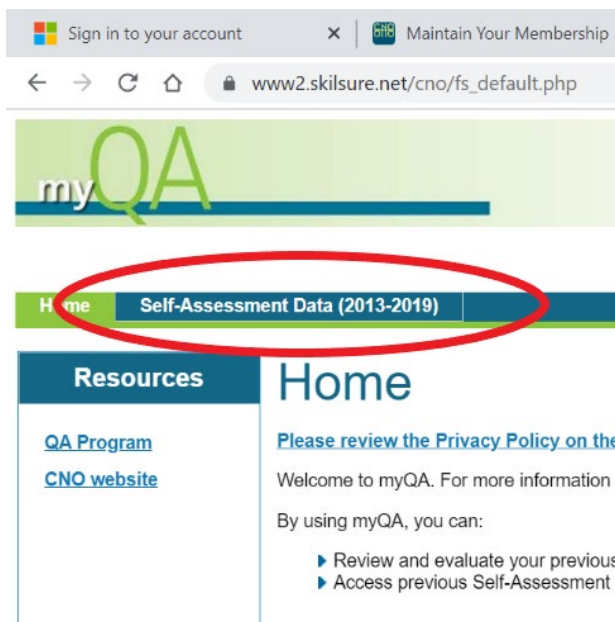 Sign in to your account
Maintain Your Membership
www2.skilsure.net/cno/fs_default.php
myQA
Home
Self-Assessment Data (2013-2019)
Resources
QA Program
CNO website
Home
Please review the Privacy Policy on the
Welcome to myQA. For more information
By using myQA, you can:
Review and evaluate your previous
Access previous Self-Assessment